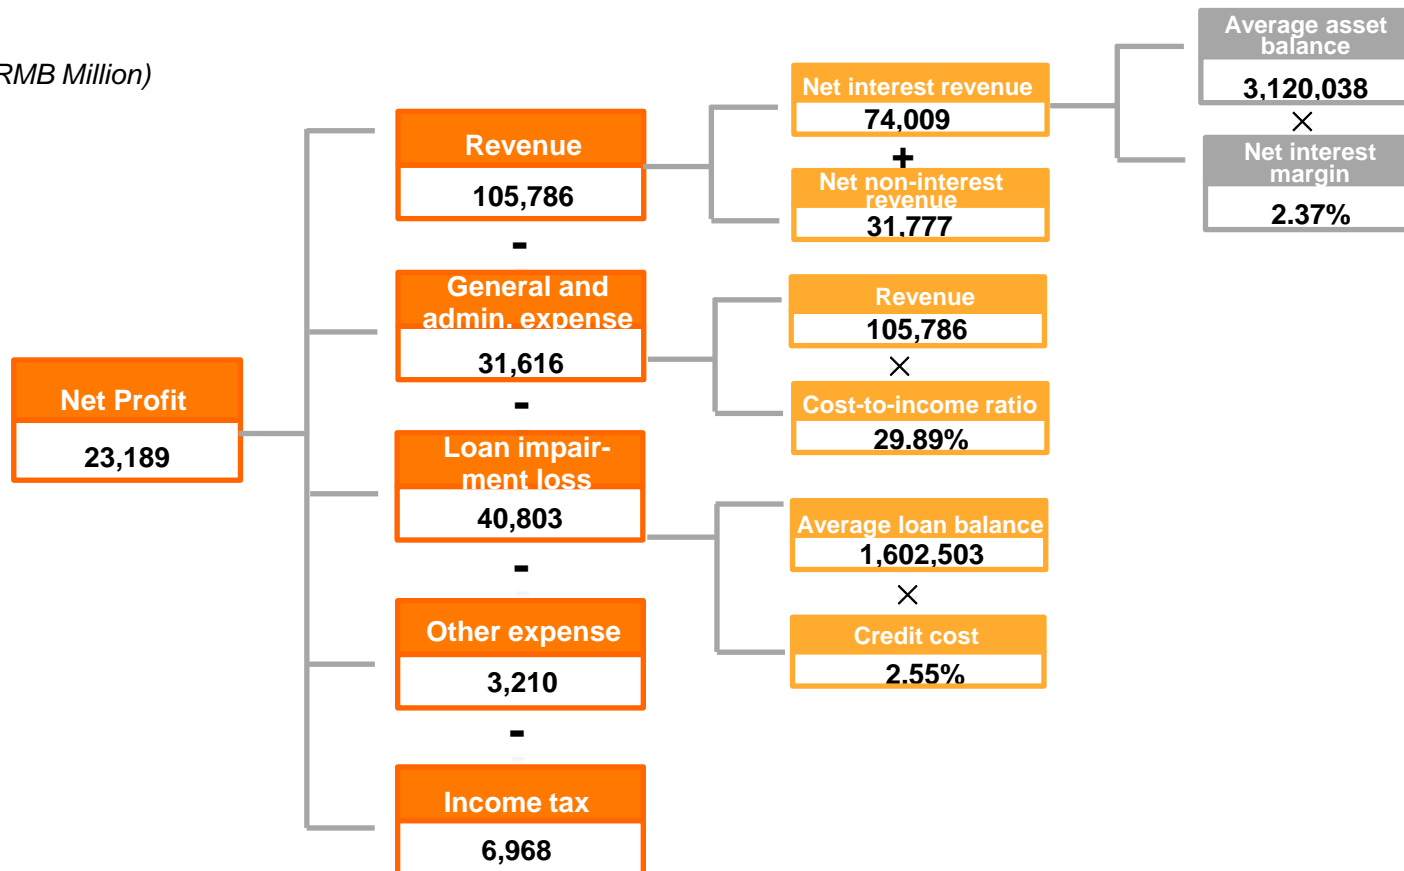 RMB Million)
Net Profit
23,189
Revenue
105,786
-
General and
admin. expense
31,616
-
Loan impair-
ment loss
40,803
-
Other expense
3,210
-
Income tax
6,968
Net interest revenue
74,009
+
Net non-interest
revenue
31,777
Revenue
105,786
×
Cost-to-income ratio
29.89%
Average loan balance
1,602,503
×
Credit cost
2.55%
Average asset
balance
3,120,038
×
Net interest
margin
2.37%